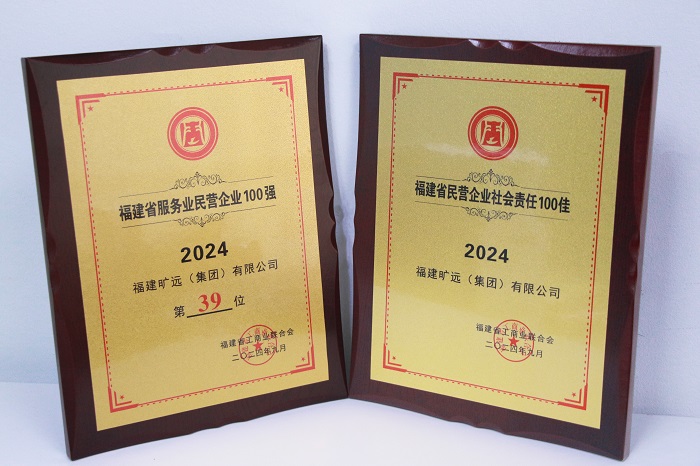 福建省服务业民营企业100强
2024
福建旷远（集团）有限公司
第 39 位
福建省工商业联合会
二〇二四年九月
福建省民营企业社会责任100佳
2024
福建旷远（集团）有限公司
福建省工商业联合会
二〇二四年九月